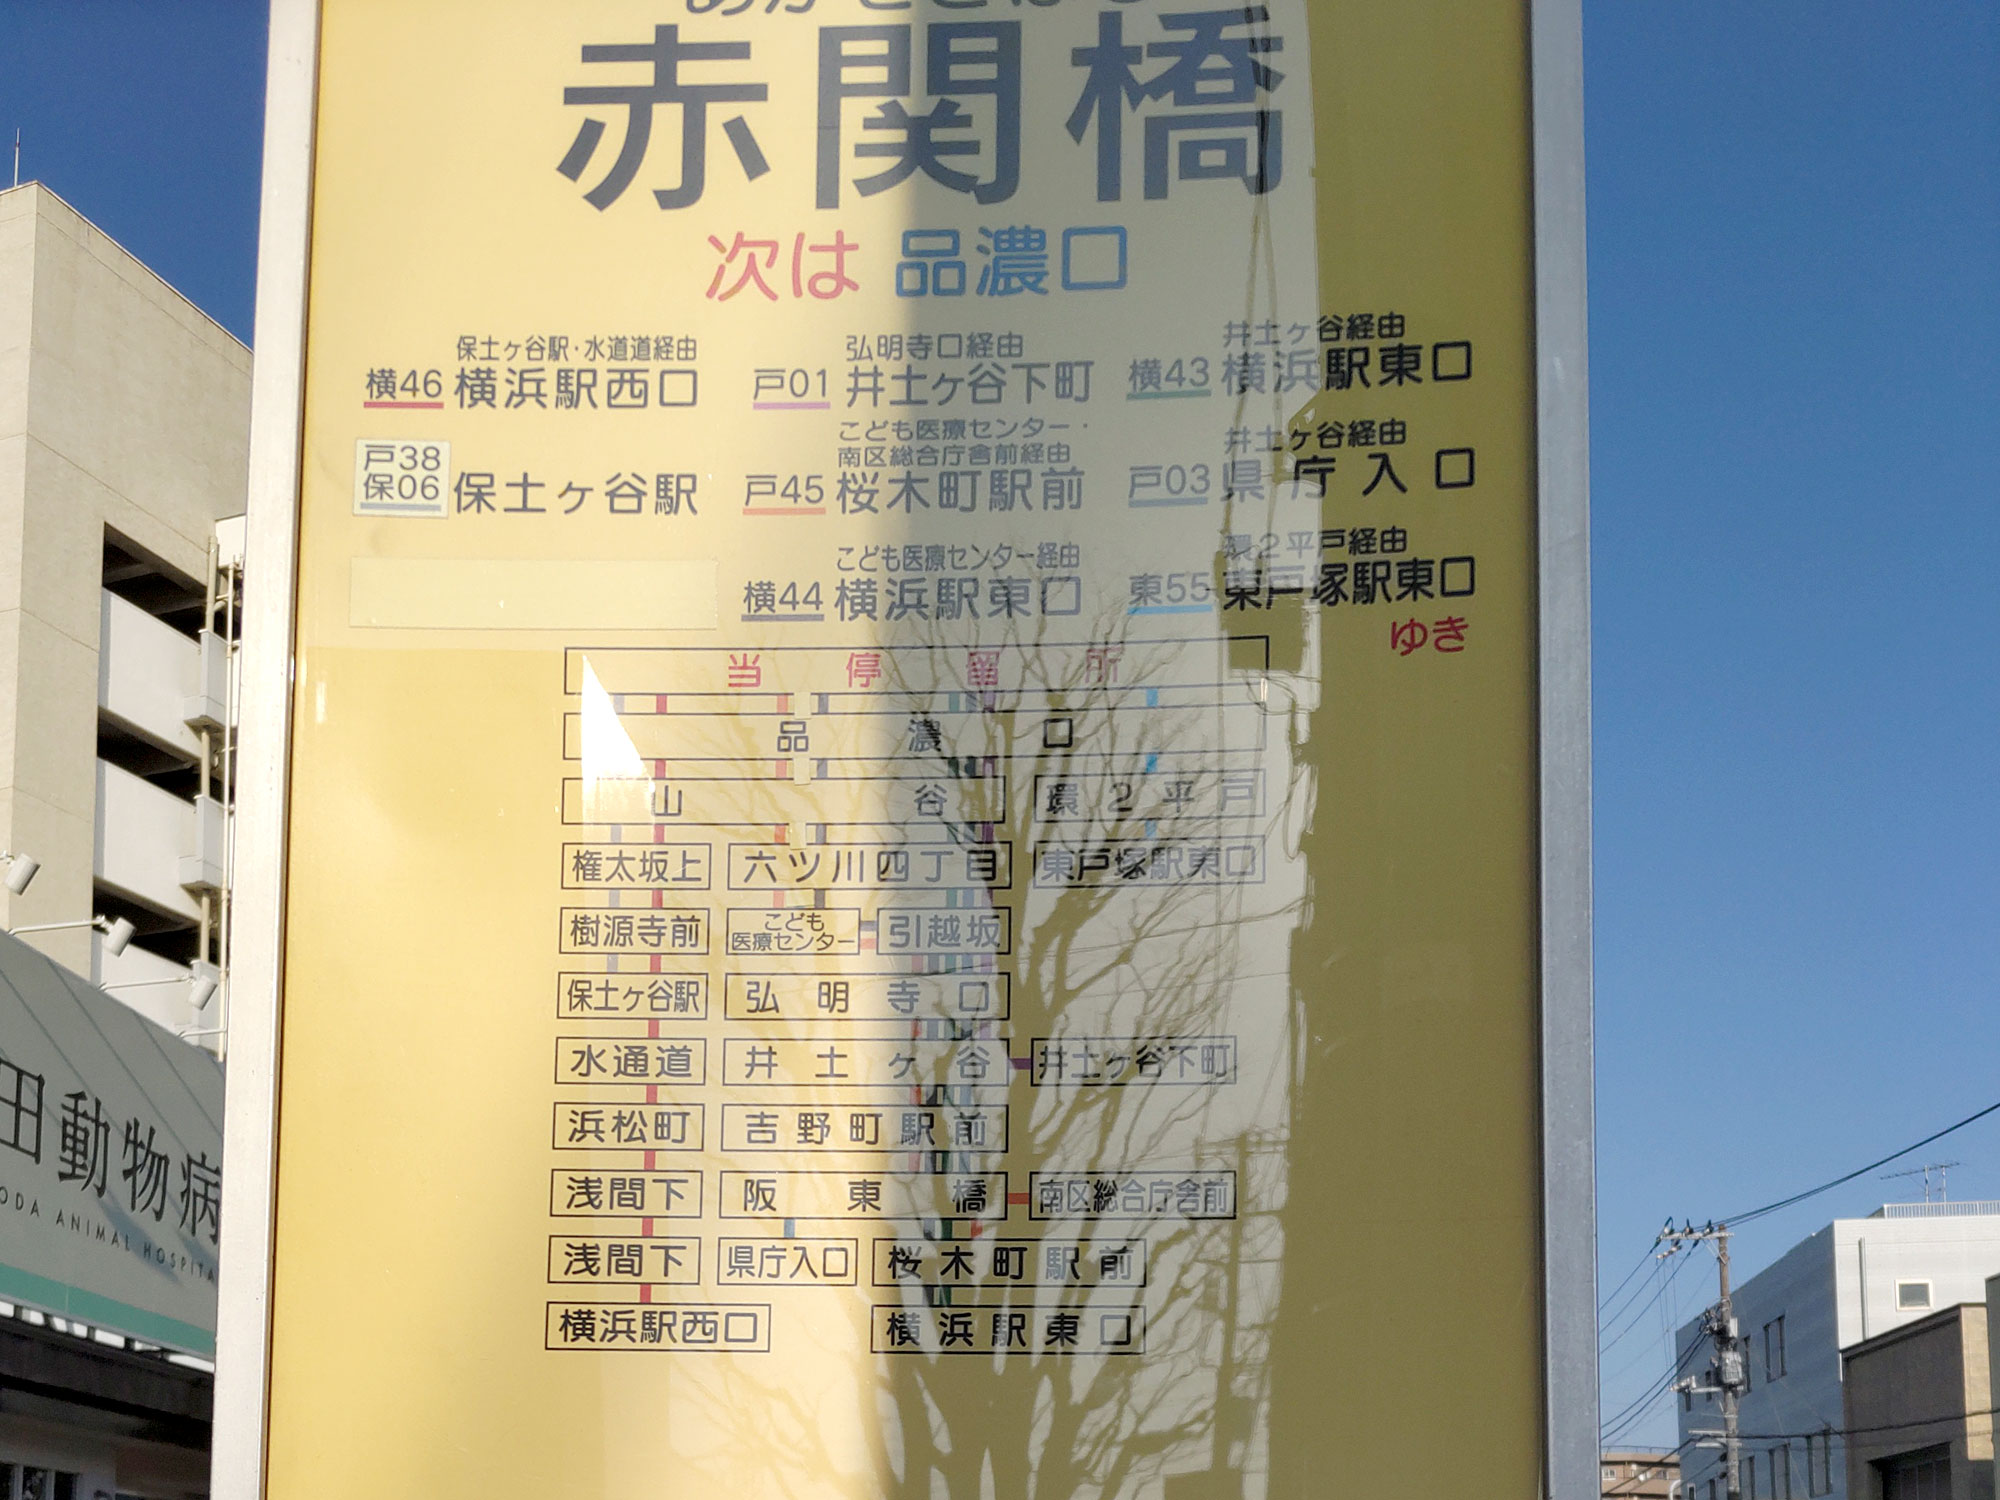 赤関橋
次は 品濃口
保土ヶ谷駅・水道道経由
横46 横浜駅西口
弘明寺口経由
戸01 井土ヶ谷下町
井土ヶ谷経由
横43 横浜駅東口
戸38
保06 保土ヶ谷駅
こども医療センター・
南区総合庁舎前経由
戸45 桜木町駅前
井土ヶ谷経由
戸03 県庁入口
こども医療センター経由
横44 横浜駅東口
環2平戸経由
東55 東戸塚駅東口
ゆき
当停留所
品濃口
山谷 環2平戸
権太坂上 六ツ川四丁目 東戸塚駅東口
樹源寺前 こども医療センター 引越坂
保土ヶ谷駅 弘明寺口
水通道 井土ヶ谷 井土ヶ谷下町
浜松町 吉野町駅前
浅間下 阪東橋 南区総合庁舎前
浅間下 県庁入口 桜木町駅前
横浜駅西口 横浜駅東口
田動物病
ODA ANIMAL HOSPITA